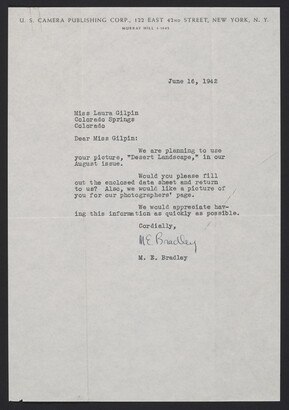 U. S. CAMERA PUBLISHING CORP., 122 EAST 42ND STREET, NEW YORK, N. Y.
MURRAY HILL
June 16, 1942
Miss Laura Gilpin
Colorado Springs
Colorado
Dear Miss Gilpin:
We are planning to use
your picture, "Desert Landscape," in our
August issue.
Would you please fill
out the enclosed data sheet and return
to us? Also, we would like a picture of
you for our photographers' page.
We would appreciate hav-
ing this information as quickly as possible.
Cordially,
M.E. Bradley
M. E. Bradley